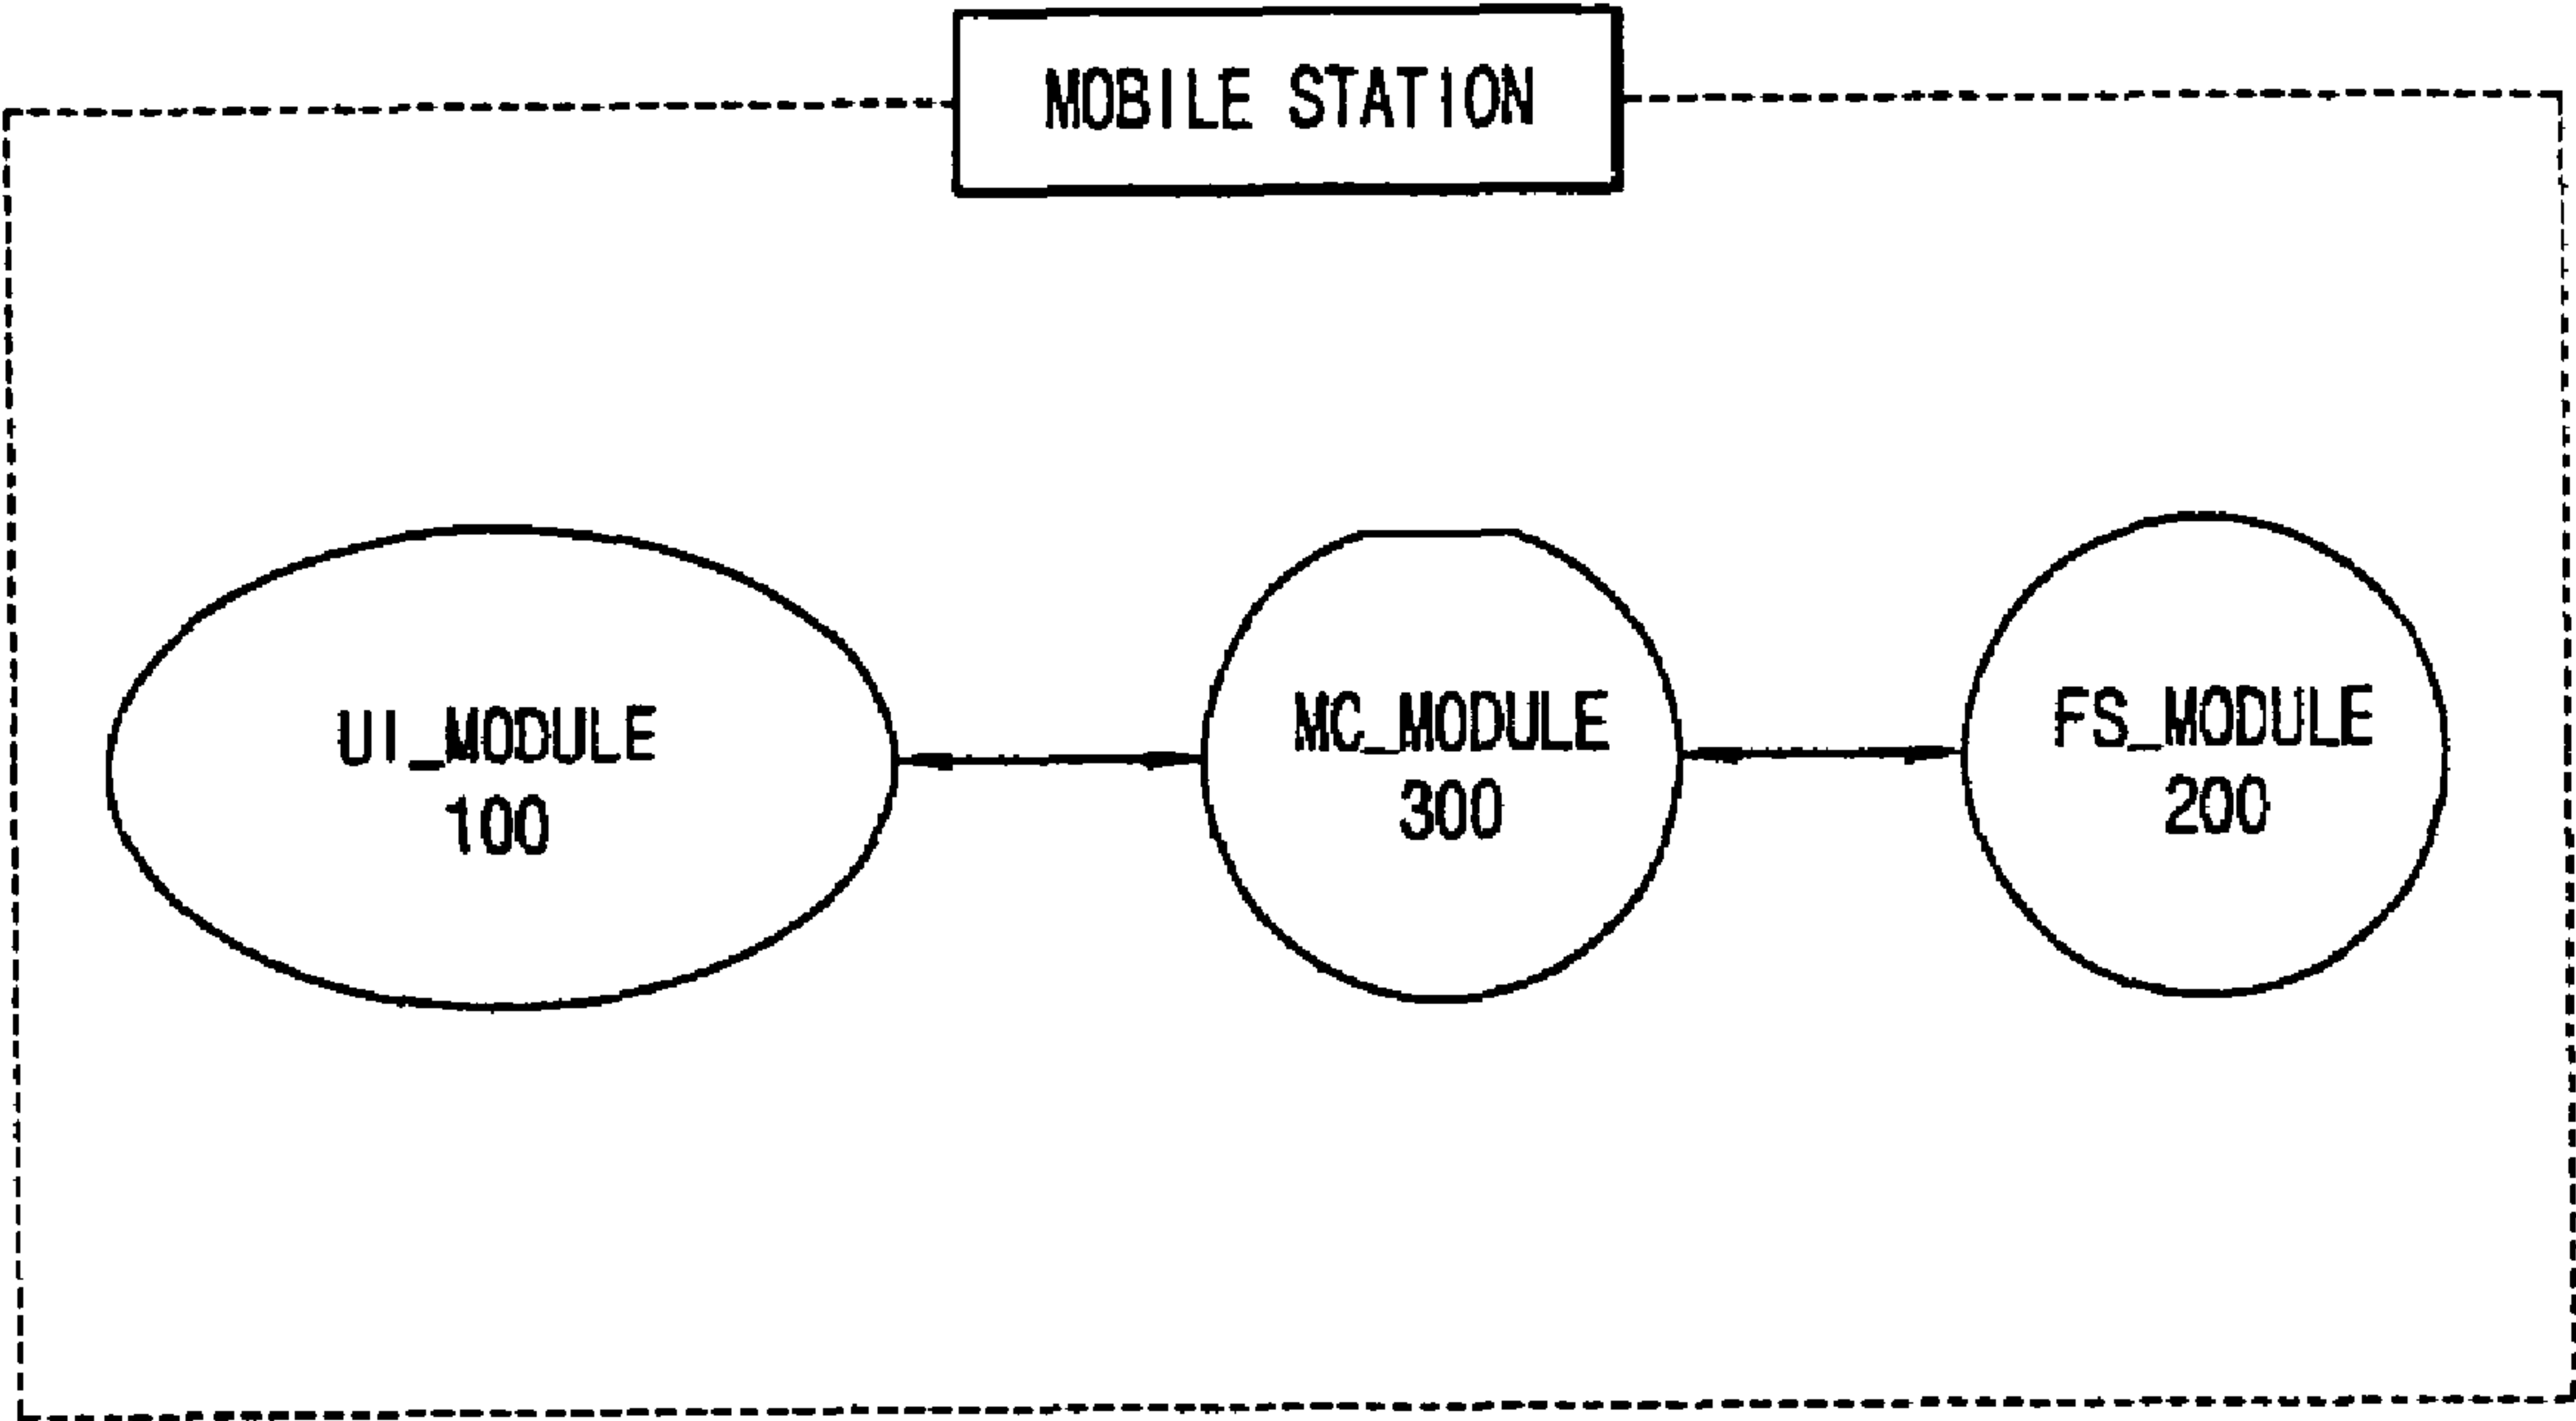 MOBILE STATION
UI_MODULE
100
MC_MODULE
300
FS_MODULE
200